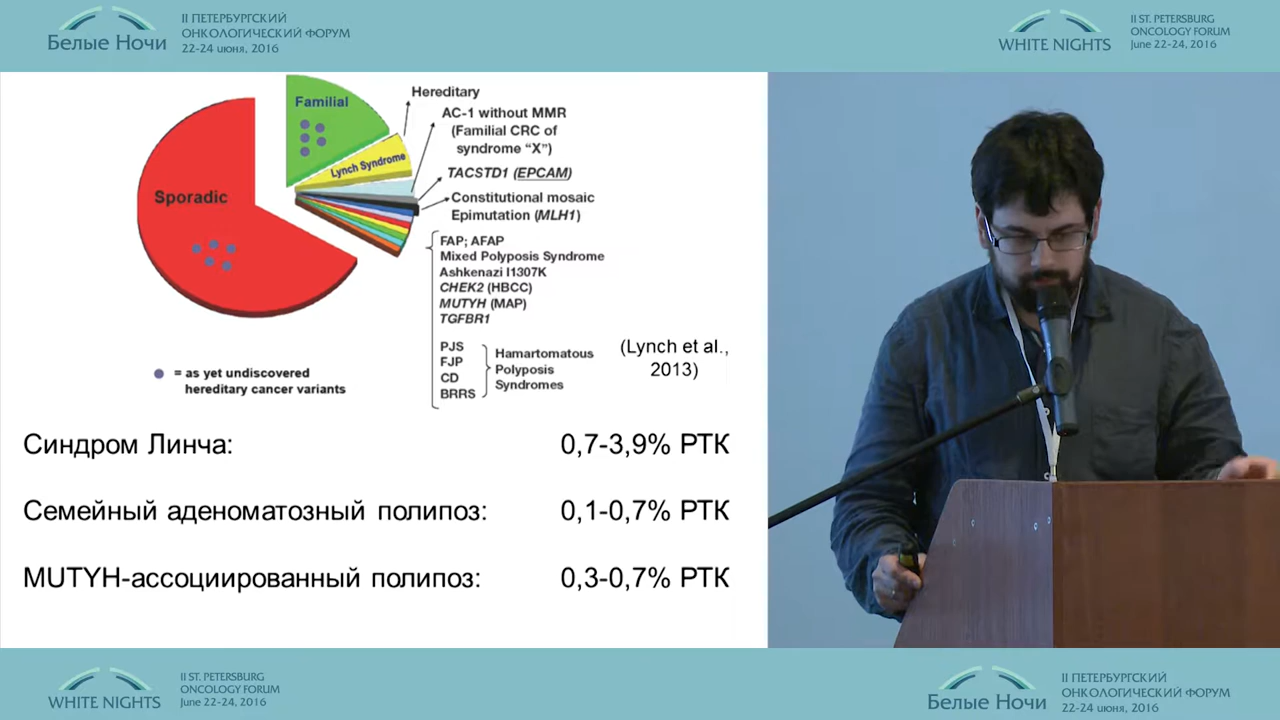 Белые Ночи
II ПЕТЕРБУРГСКИЙ
ОНКОЛОГИЧЕСКИЙ ФОРУМ
22-24 июня, 2016
WHITE NIGHTS
II ST. PETERSBURG
ONCOLOGY FORUM
June 22-24, 2016
Sporadic
Familial
Lynch Syndrome
Hereditary
AC-1 without MMR
(Familial CRC of
syndrome “X”)
TACSTD1 (EPCAM)
Constitutional mosaic
Epimutation (MLH1)
FAP; AFAP
Mixed Polyposis Syndrome
Ashkenazi I1307K
CHEK2 (HBCC)
MUTYH (MAP)
TGFBR1
PJS
FJP
CD
BRRS
Hamartomatous
Polyposis
Syndromes
(Lynch et al.,
2013)
= as yet undiscovered
hereditary cancer variants
Синдром Линча: 0,7-3,9% РТК
Семейный аденоматозный полипоз: 0,1-0,7% РТК
MUTYH-ассоциированный полипоз: 0,3-0,7% РТК
WHITE NIGHTS
II ST. PETERSBURG
ONCOLOGY FORUM
June 22-24, 2016
Белые Ночи
II ПЕТЕРБУРГСКИЙ
ОНКОЛОГИЧЕСКИЙ ФОРУМ
22-24 июня, 2016